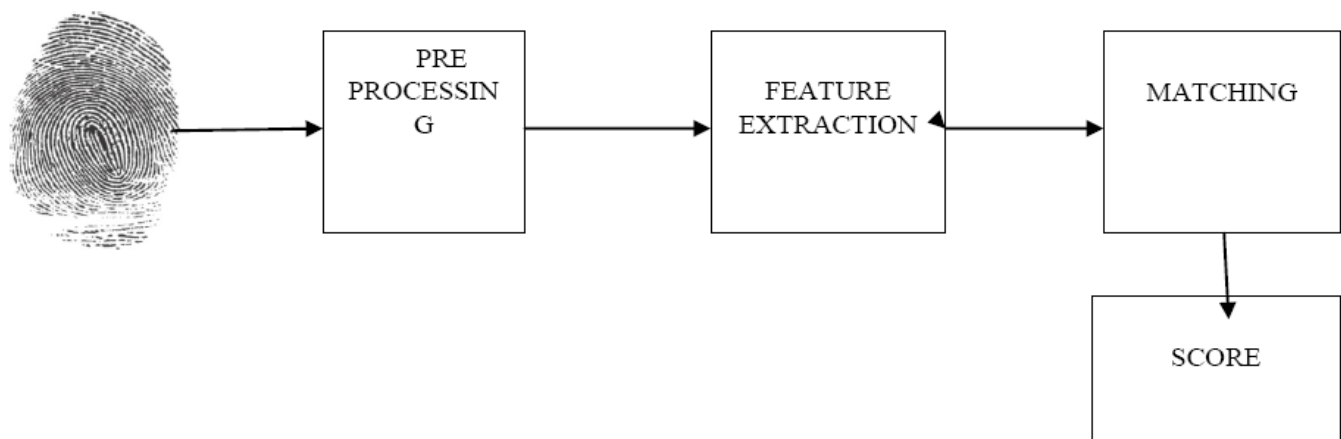 PRE
PROCESSIN
G
FEATURE
EXTRACTION
MATCHING
SCORE